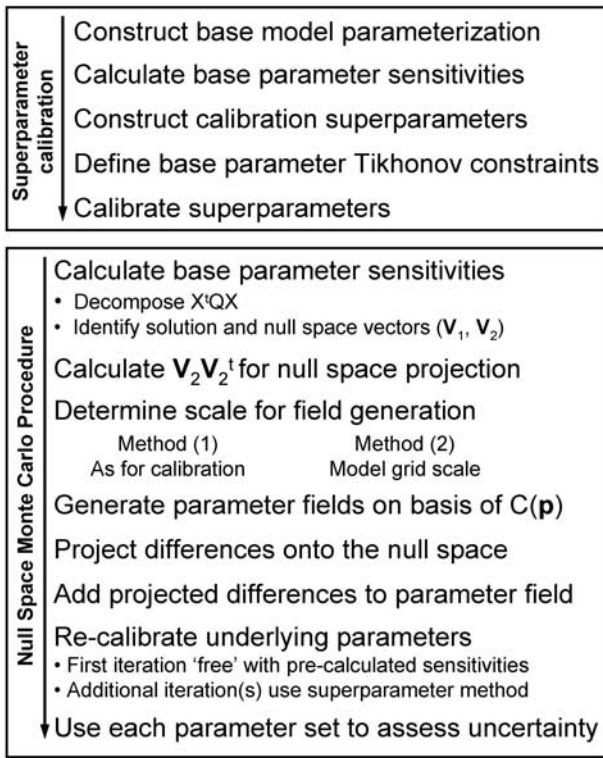 Superparameter
calibration
Construct base model parameterization
Calculate base parameter sensitivities
Construct calibration superparameters
Define base parameter Tikhonov constraints
Calibrate superparameters
Null Space Monte Carlo Procedure
Calculate base parameter sensitivities
• Decompose XᵗQX
• Identify solution and null space vectors (V₁, V₂)
Calculate V₂V₂ᵗ for null space projection
Determine scale for field generation
Method (1) Method (2)
As for calibration Model grid scale
Generate parameter fields on basis of C(p)
Project differences onto the null space
Add projected differences to parameter field
Re-calibrate underlying parameters
• First iteration 'free' with pre-calculated sensitivities
• Additional iteration(s) use superparameter method
Use each parameter set to assess uncertainty